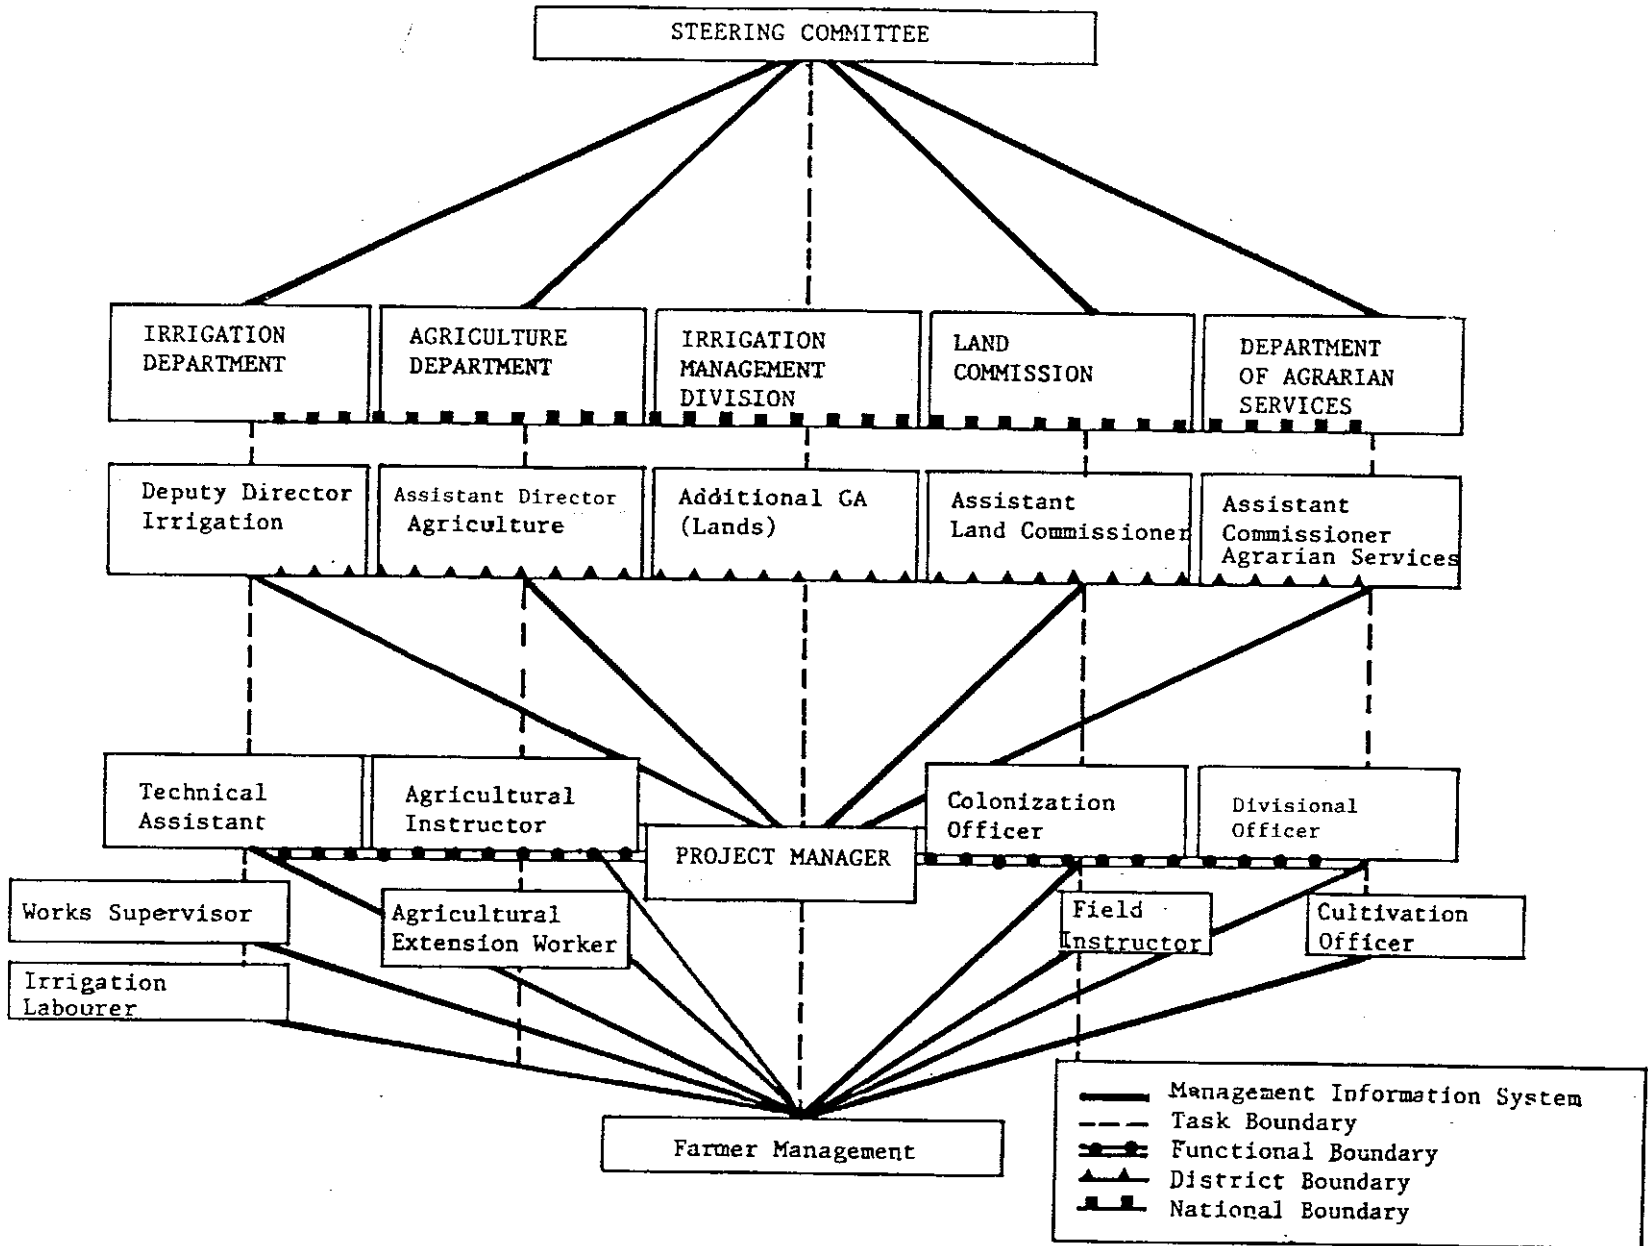 STEERING COMMITTEE
IRRIGATION
DEPARTMENT
AGRICULTURE
DEPARTMENT
IRRIGATION
MANAGEMENT
DIVISION
LAND
COMMISSION
DEPARTMENT
OF AGRARIAN
SERVICES
Deputy Director
Irrigation
Assistant Director
Agriculture
Additional GA
(Lands)
Assistant
Land Commissioner
Assistant
Commissioner
Agrarian Services
Technical
Assistant
Agricultural
Instructor
PROJECT MANAGER
Colonization
Officer
Divisional
Officer
Works Supervisor
Agricultural
Extension Worker
Field
Instructor
Cultivation
Officer
Irrigation
Labourer
Farmer Management
Management Information System
Task Boundary
Functional Boundary
District Boundary
National Boundary